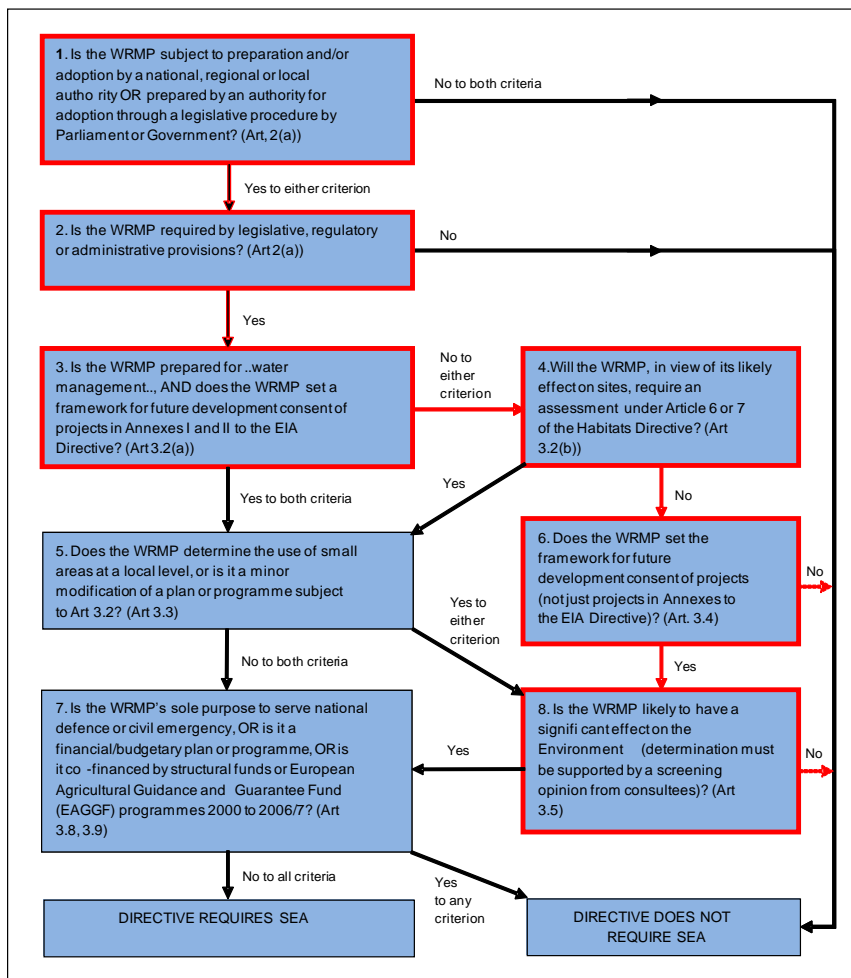 1. Is the WRMP subject to preparation and/or
adoption by a national, regional or local
autho rity OR prepared by an authority for
adoption through a legislative procedure by
Parliament or Government? (Art, 2(a))
No to both criteria
Yes to either criterion
2. Is the WRMP required by legislative, regulatory
or administrative provisions? (Art 2(a))
No
Yes
3. Is the WRMP prepared for ..water
management.., AND does the WRMP set a
framework for future development consent of
projects in Annexes I and II to the EIA
Directive? (Art 3.2(a))
No to
either
criterion
4.Will the WRMP, in view of its likely
effect on sites, require an
assessment under Article 6 or 7
of the Habitats Directive? (Art
3.2(b))
Yes
Yes to both criteria
No
5. Does the WRMP determine the use of small
areas at a local level, or is it a minor
modification of a plan or programme subject
to Art 3.2? (Art 3.3)
6. Does the WRMP set the
framework for future
development consent of projects
(not just projects in Annexes to
the EIA Directive)? (Art. 3.4)
No
Yes to
either
criterion
No to both criteria
Yes
7. Is the WRMP's sole purpose to serve national
defence or civil emergency, OR is it a
financial/budgetary plan or programme, OR is
it co -financed by structural funds or European
Agricultural Guidance and Guarantee Fund
(EAGGF) programmes 2000 to 2006/7? (Art
3.8, 3.9)
Yes
8. Is the WRMP likely to have a
signifi cant effect on the
Environment (determination must
be supported by a screening
opinion from consultees)? (Art
3.5)
No
No to all criteria
Yes
to any
criterion
DIRECTIVE REQUIRES SEA
DIRECTIVE DOES NOT
REQUIRE SEA